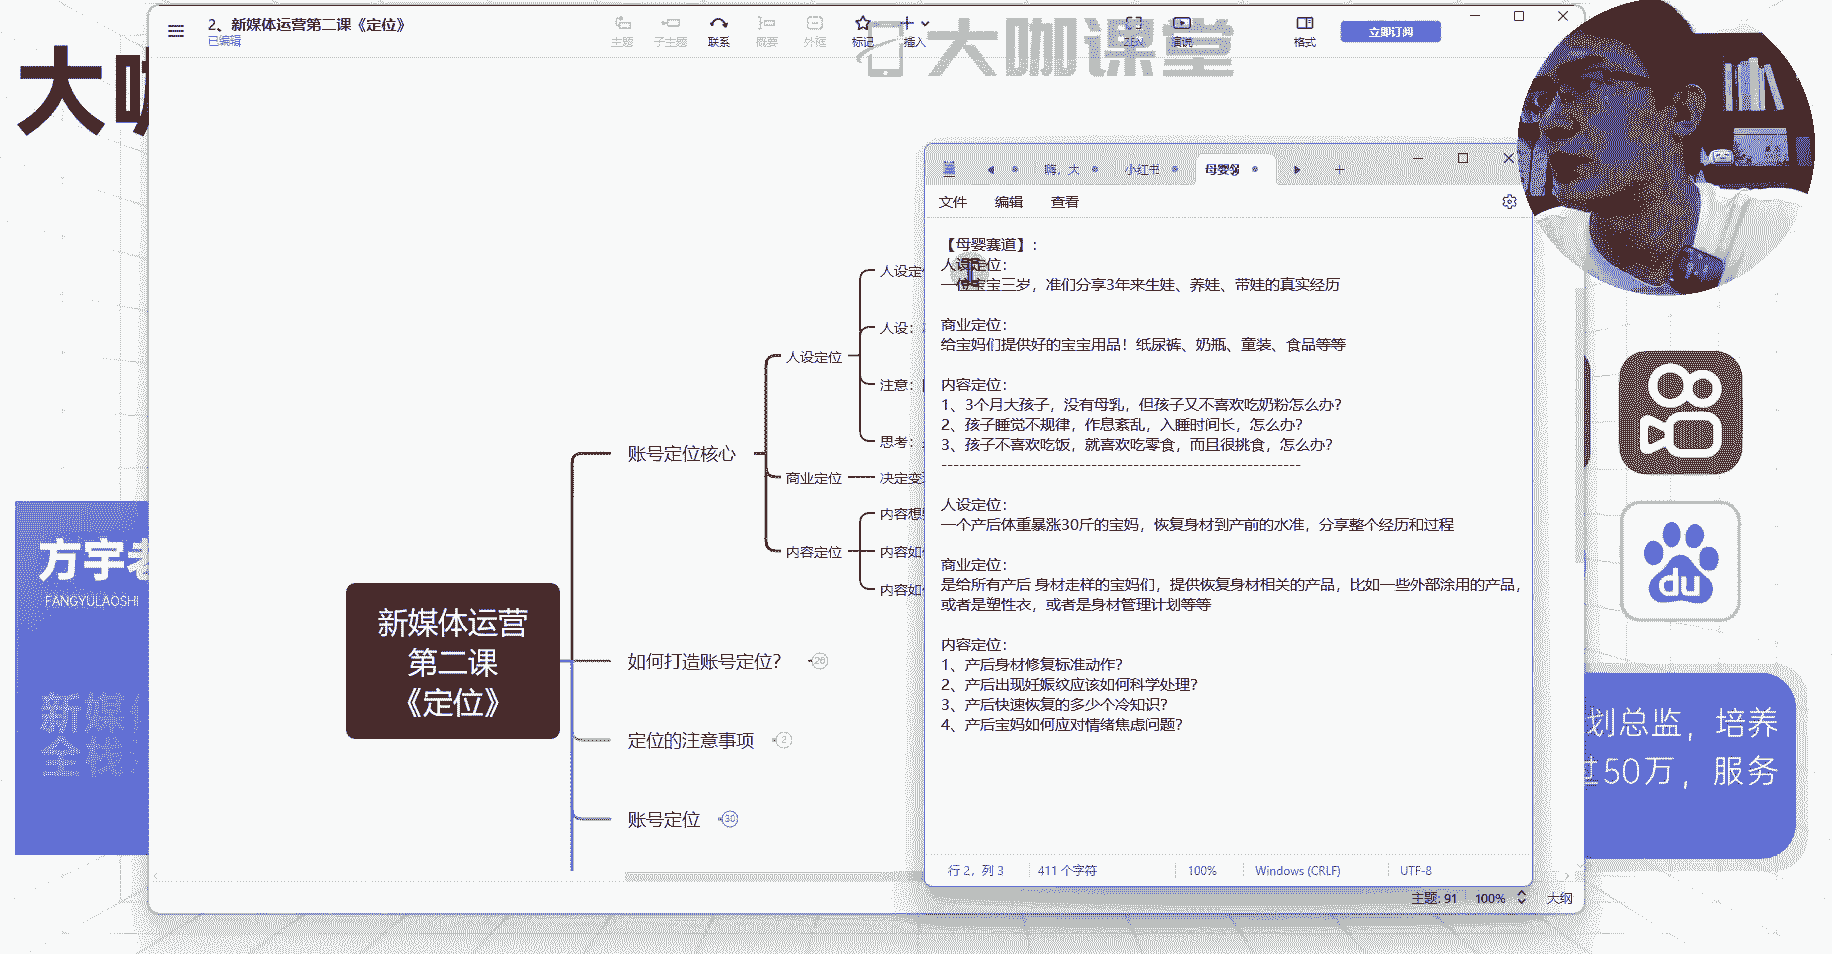 2、新媒体运营第二课《定位》
已编辑
主题
子主题
联系
概要
外框
标记
插入
ZEN
演说
格式
立即订阅
大咖课堂
大咖
方宇老
FANGYULAOSHI
新媒体
全栈
人设定位
人设：
注意：
思考：
人设定位
账号定位核心
商业定位
决定变现
内容定位
内容想
内容如何
内容如何
新媒体运营
第二课
《定位》
如何打造账号定位？
26
定位的注意事项
2
账号定位
30
嗨，大
小红书
母婴领
文件
编辑
查看
【母婴赛道】：
人设定位：
一位宝宝三岁，准们分享3年来生娃、养娃、带娃的真实经历
商业定位：
给宝妈们提供好的宝宝用品！纸尿裤、奶瓶、童装、食品等等
内容定位：
1、3个月大孩子，没有母乳，但孩子又不喜欢吃奶粉怎么办？
2、孩子睡觉不规律，作息紊乱，入睡时间长，怎么办？
3、孩子不喜欢吃饭，就喜欢吃零食，而且很挑食，怎么办？
------------------------------------------------------------
人设定位：
一个产后体重暴涨30斤的宝妈，恢复身材到产前的水准，分享整个经历和过程
商业定位：
是给所有产后 身材走样的宝妈们，提供恢复身材相关的产品，比如一些外部涂用的产品，
或者是塑性衣，或者是身材管理计划等等
内容定位：
1、产后身材修复标准动作？
2、产后出现妊娠纹应该如何科学处理？
3、产后快速恢复的多少个冷知识？
4、产后宝妈如何应对情绪焦虑问题？
行 2，列 3
411 个字符
100%
Windows (CRLF)
UTF-8
主题: 91
100%
大纲
du
划总监，培养
过50万，服务